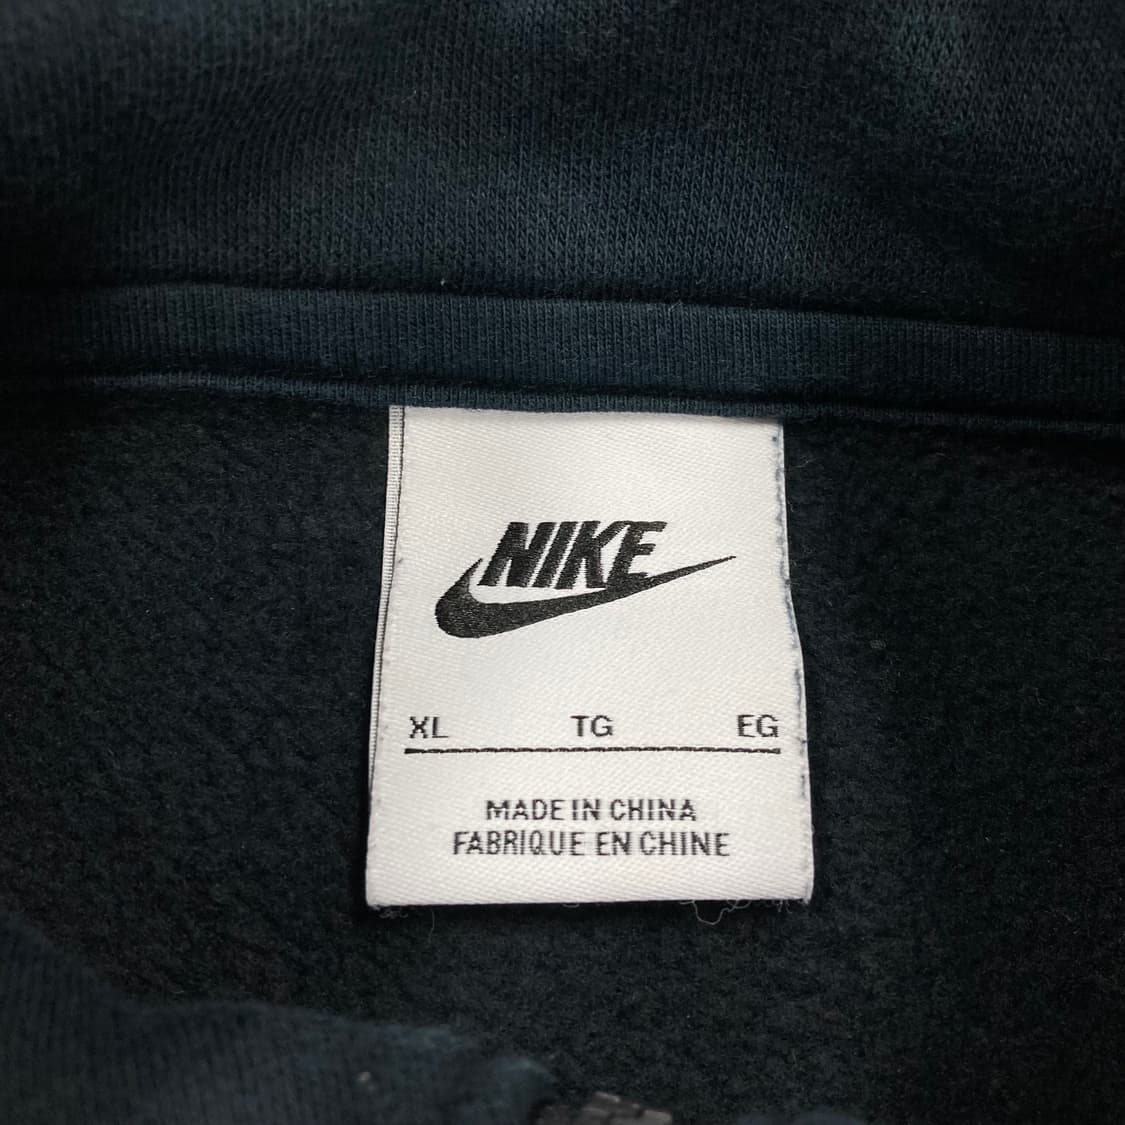 NIKE
XL TG EG
MADE IN CHINA
FABRIQUE EN CHINE